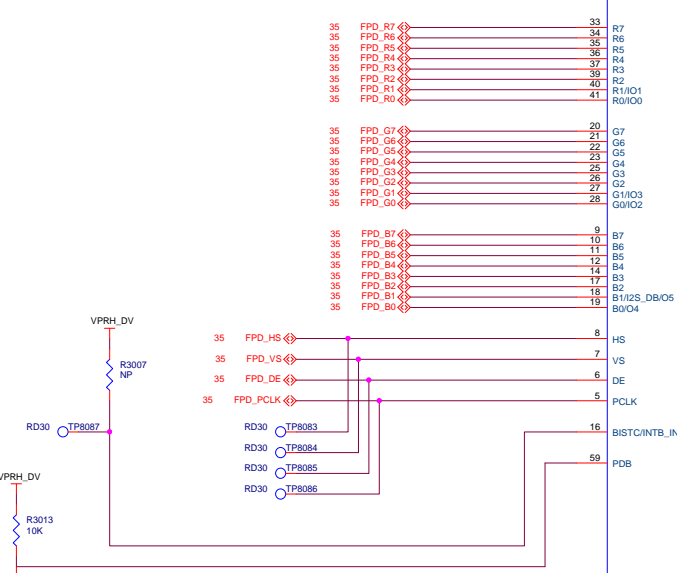 35 FPD_R7 33 R7
35 FPD_R6 34 R6
35 FPD_R5 35 R5
35 FPD_R4 36 R4
35 FPD_R3 37 R3
35 FPD_R2 39 R2
35 FPD_R1 40 R1/IO1
35 FPD_R0 41 R0/IO0
35 FPD_G7 20 G7
35 FPD_G6 21 G6
35 FPD_G5 22 G5
35 FPD_G4 23 G4
35 FPD_G3 25 G3
35 FPD_G2 26 G2
35 FPD_G1 27 G1/IO3
35 FPD_G0 28 G0/IO2
35 FPD_B7 9 B7
35 FPD_B6 10 B6
35 FPD_B5 11 B5
35 FPD_B4 12 B4
35 FPD_B3 14 B3
35 FPD_B2 17 B2
35 FPD_B1 18 B1/I2S_DB/O5
35 FPD_B0 19 B0/O4
VPRH_DV
35 FPD_HS 8 HS
35 FPD_VS 7 VS
R3007
NP
35 FPD_DE 6 DE
35 FPD_PCLK 5 PCLK
RD30 TP8087 RD30 TP8083 16 BISTC/INTB_IN
RD30 TP8084
59 PDB
RD30 TP8085
VPRH_DV
RD30 TP8086
R3013
10K